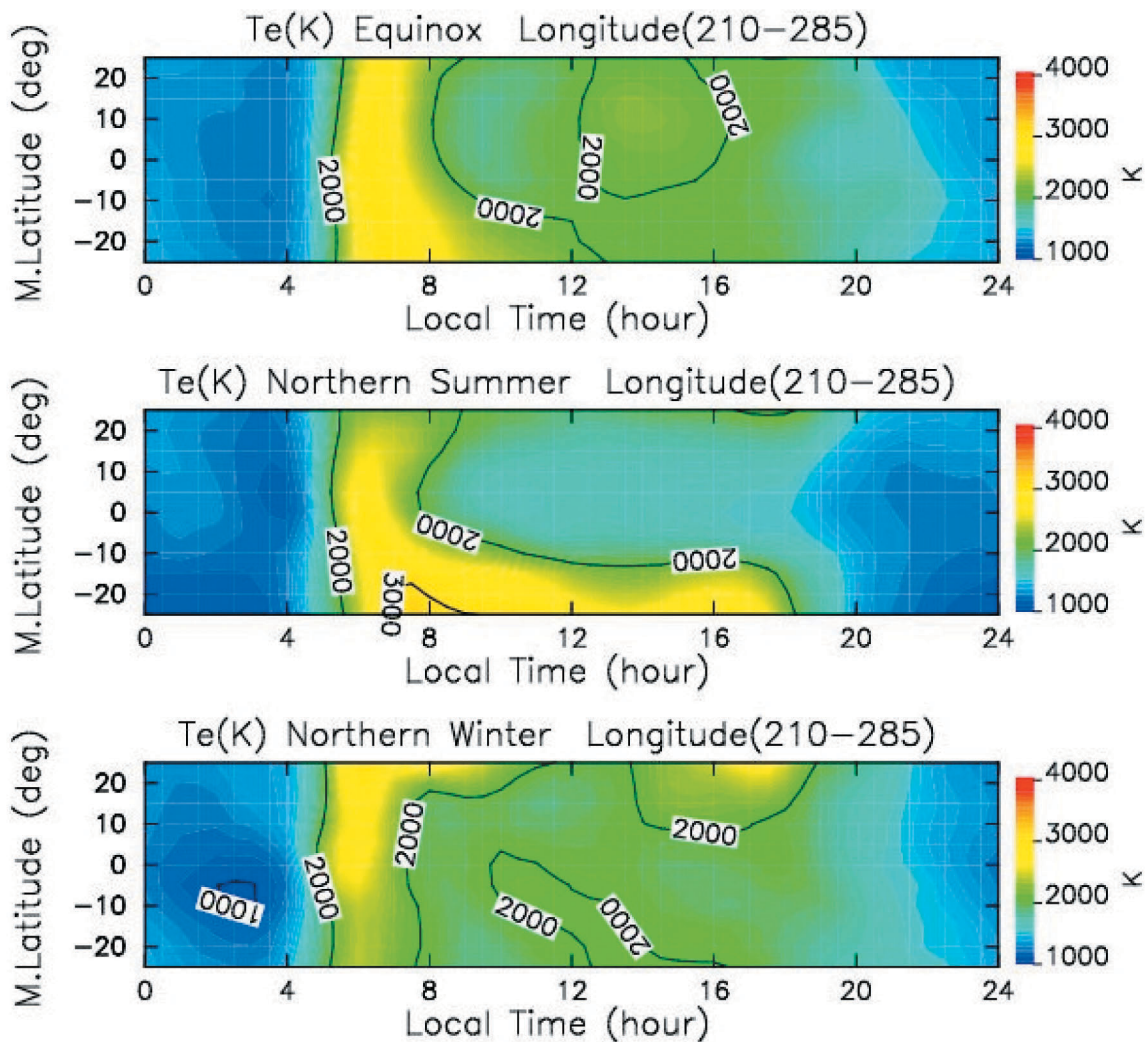 Te(K) Equinox Longitude(210-285)
M.Latitude (deg)
20
10
0
-10
-20
2000
2000
2000
2000
0 4 8 12 16 20 24
Local Time (hour)
4000
3000
2000
1000
K
Te(K) Northern Summer Longitude(210-285)
M.Latitude (deg)
20
10
0
-10
-20
2000
2000
2000
3000
0 4 8 12 16 20 24
Local Time (hour)
4000
3000
2000
1000
K
Te(K) Northern Winter Longitude(210-285)
M.Latitude (deg)
20
10
0
-10
-20
1000
2000
2000
2000
2000
2000
0 4 8 12 16 20 24
Local Time (hour)
4000
3000
2000
1000
K